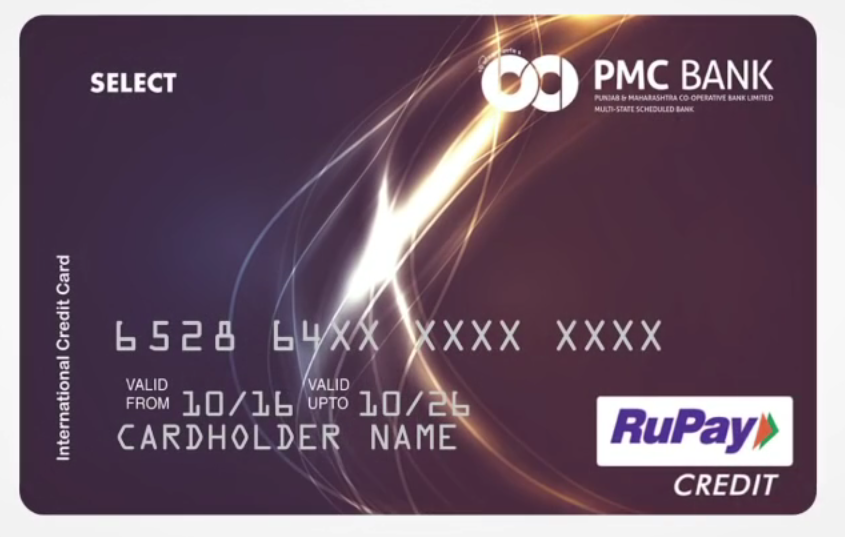 SELECT
PMC BANK
PUNJAB & MAHARASHTRA CO-OPERATIVE BANK LIMITED
MULTI-STATE SCHEDULED BANK
International Credit Card
6528 64XX XXXX XXXX
VALID FROM 10/16 VALID UPTO 10/26
CARDHOLDER NAME
RuPay
CREDIT